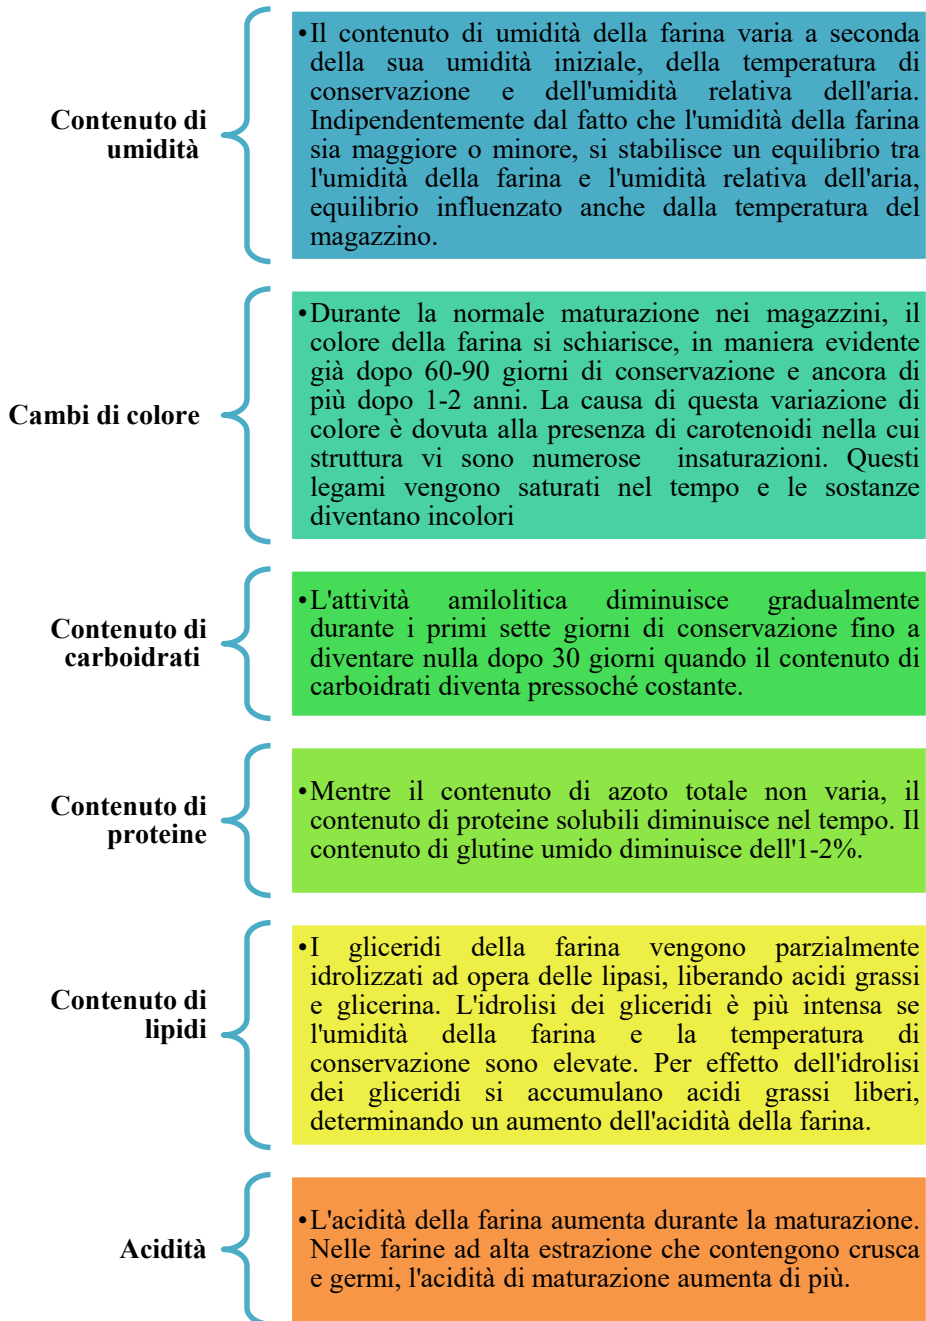 Contenuto di
umidità
•Il contenuto di umidità della farina varia a seconda
della sua umidità iniziale, della temperatura di
conservazione e dell'umidità relativa dell'aria.
Indipendentemente dal fatto che l'umidità della farina
sia maggiore o minore, si stabilisce un equilibrio tra
l'umidità della farina e l'umidità relativa dell'aria,
equilibrio influenzato anche dalla temperatura del
magazzino.
Cambi di colore
•Durante la normale maturazione nei magazzini, il
colore della farina si schiarisce, in maniera evidente
già dopo 60-90 giorni di conservazione e ancora di
più dopo 1-2 anni. La causa di questa variazione di
colore è dovuta alla presenza di carotenoidi nella cui
struttura vi sono numerose insaturazioni. Questi
legami vengono saturati nel tempo e le sostanze
diventano incolori
Contenuto di
carboidrati
•L'attività amilolitica diminuisce gradualmente
durante i primi sette giorni di conservazione fino a
diventare nulla dopo 30 giorni quando il contenuto di
carboidrati diventa pressoché costante.
Contenuto di
proteine
•Mentre il contenuto di azoto totale non varia, il
contenuto di proteine solubili diminuisce nel tempo. Il
contenuto di glutine umido diminuisce dell'1-2%.
Contenuto di
lipidi
•I gliceridi della farina vengono parzialmente
idrolizzati ad opera delle lipasi, liberando acidi grassi
e glicerina. L'idrolisi dei gliceridi è più intensa se
l'umidità della farina e la temperatura di
conservazione sono elevate. Per effetto dell'idrolisi
dei gliceridi si accumulano acidi grassi liberi,
determinando un aumento dell'acidità della farina.
Acidità
•L'acidità della farina aumenta durante la maturazione.
Nelle farine ad alta estrazione che contengono crusca
e germi, l'acidità di maturazione aumenta di più.